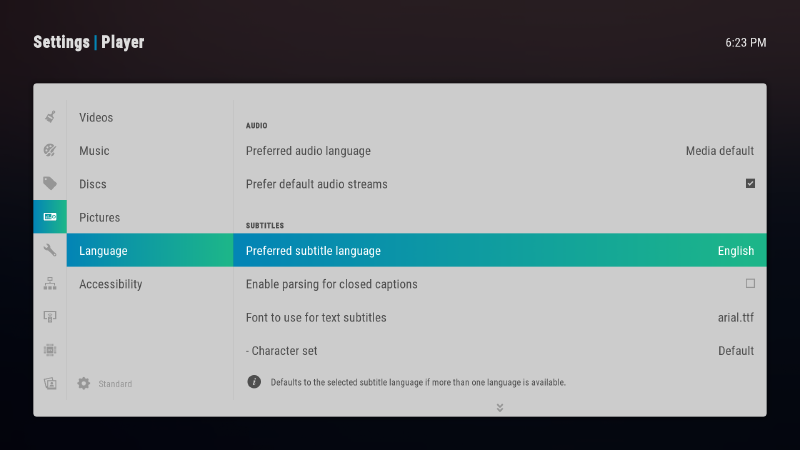 Settings | Player
6:23 PM
Videos
Music
Discs
Pictures
Language
Accessibility
Standard
AUDIO
Preferred audio language Media default
Prefer default audio streams
SUBTITLES
Preferred subtitle language English
Enable parsing for closed captions
Font to use for text subtitles arial.ttf
- Character set Default
Defaults to the selected subtitle language if more than one language is available.